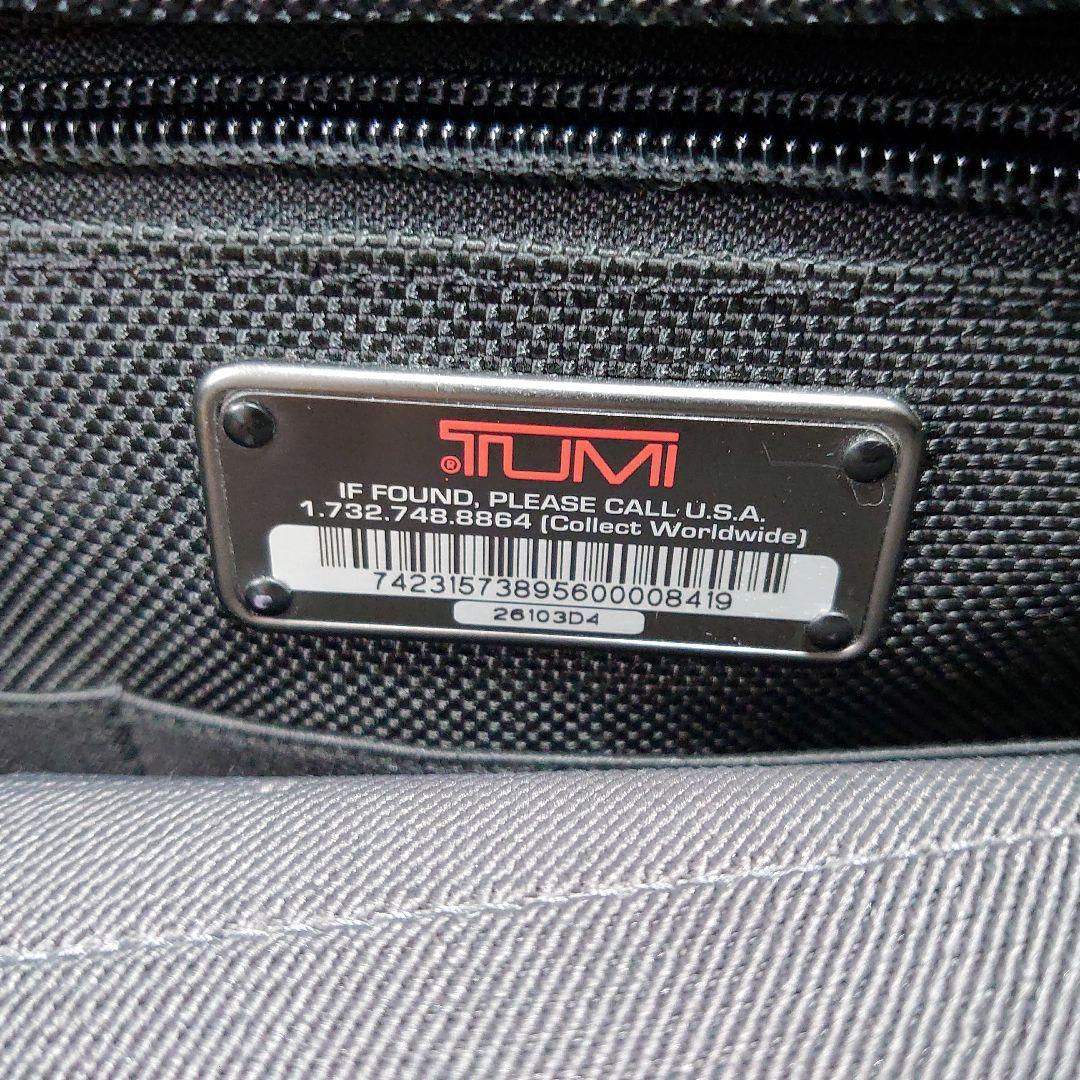 TUMI®
IF FOUND, PLEASE CALL U.S.A.
1.732.748.8864 (Collect Worldwide)
74231573895600008419
26103D4